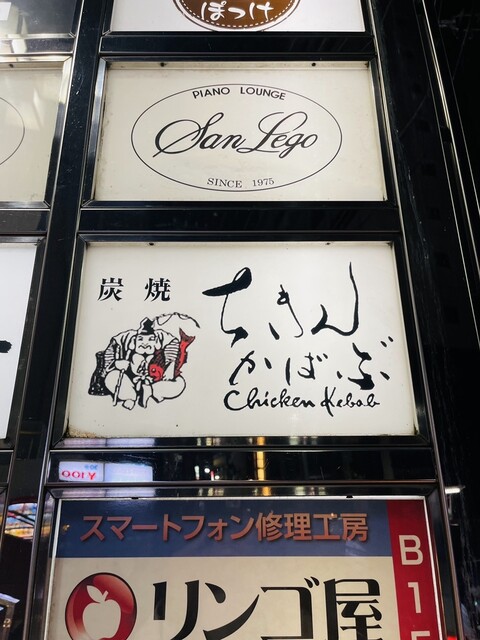 ぽっけ
PIANO LOUNGE
San Lego
SINCE 1975
炭焼
ちきん
かばぶ
Chicken Kebab
スマートフォン修理工房
リンゴ屋
B1F